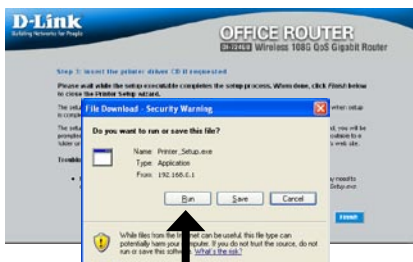 D-Link
Building Networks for People
OFFICE ROUTER
Wireless 108G QoS Gigabit Router
Step 3: Insert the printer driver CD if requested
Please wait while the setup executable completes the setup process. When done, click Finish below
to close the Printer Setup wizard.
File Download - Security Warning
Do you want to run or save this file?
Name: Printer_Setup.exe
Type: Application
From: 192.168.0.1
Run Save Cancel
While files from the Internet can be useful, this file type can
potentially harm your computer. If you do not trust the source, do not
run or save this software. What's the risk?